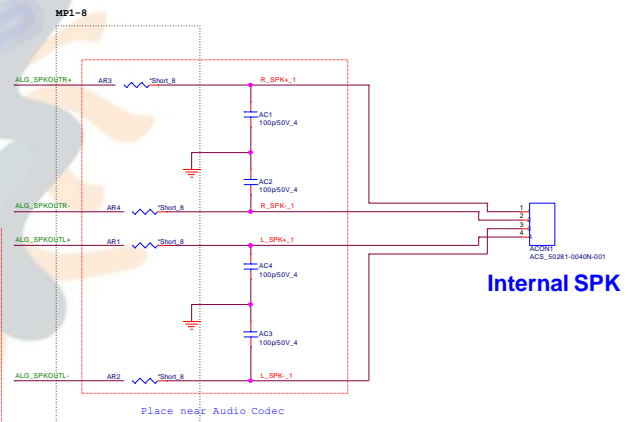 MP1-8
ALG_SPKOUTR+ AR3 *Short_8 R_SPK+_1
AC1
100p/50V_4
AC2
100p/50V_4
ALG_SPKOUTR- AR4 *Short_8 R_SPK-_1
ALG_SPKOUTL+ AR1 *Short_8 L_SPK+_1
AC4
100p/50V_4
AC3
100p/50V_4
ALG_SPKOUTL- AR2 *Short_8 L_SPK-_1
1
2
3
4
ACON1
ACS_50281-0040N-001
Internal SPK
Place near Audio Codec